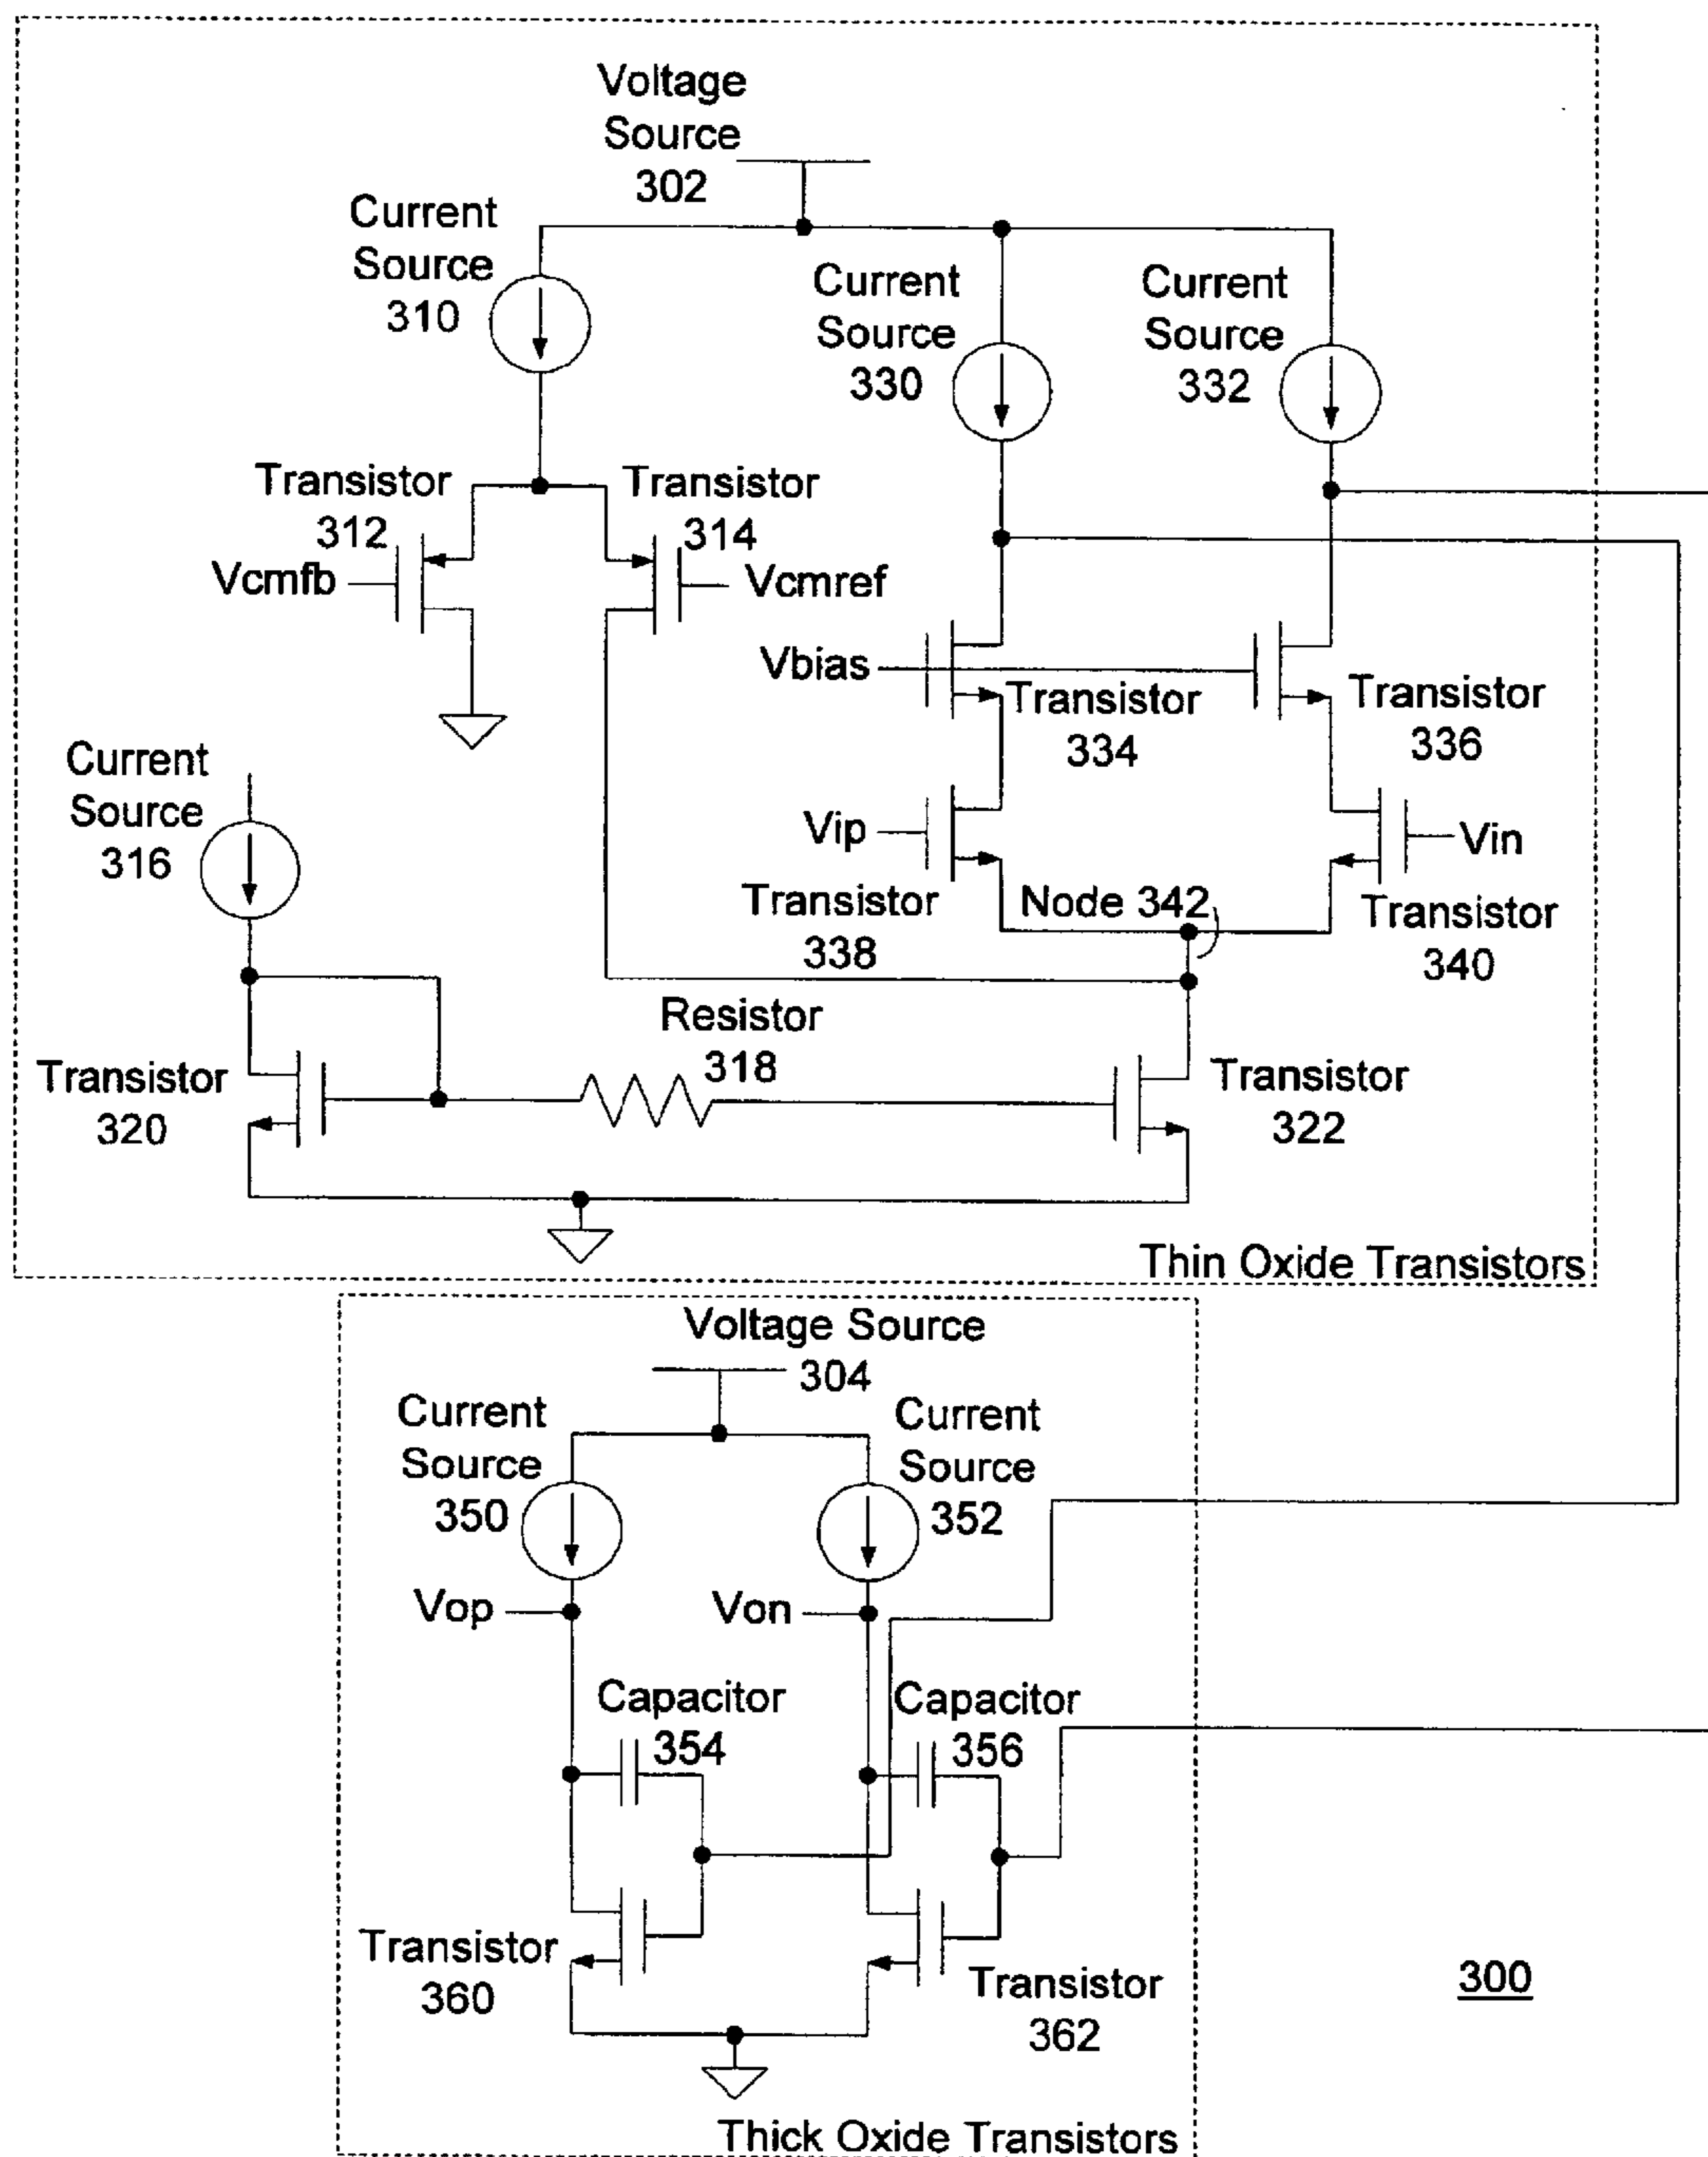 Voltage
Source
302
Current
Source
310
Current
Source
330
Current
Source
332
Transistor
312
Transistor
314
Vcmfb
Vcmref
Vbias
Transistor
334
Transistor
336
Current
Source
316
Vip
Vin
Transistor
338
Node 342
Transistor
340
Resistor
318
Transistor
320
Transistor
322
Thin Oxide Transistors
Voltage Source
304
Current
Source
350
Current
Source
352
Vop
Von
Capacitor
354
Capacitor
356
Transistor
360
Transistor
362
300
Thick Oxide Transistors